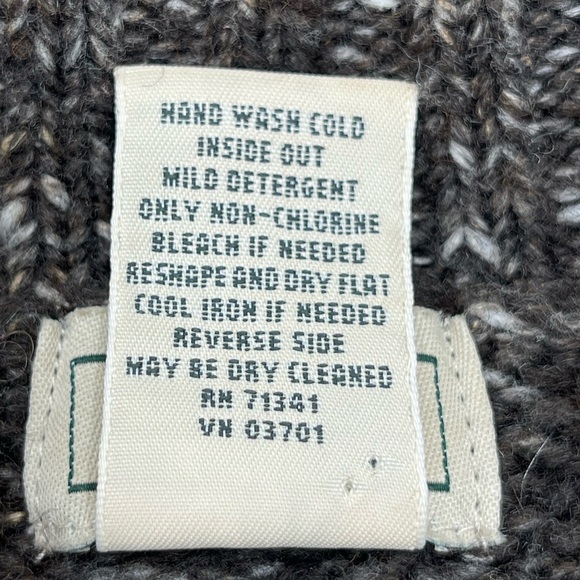 HAND WASH COLD
INSIDE OUT
MILD DETERGENT
ONLY NON-CHLORINE
BLEACH IF NEEDED
RESHAPE AND DRY FLAT
COOL IRON IF NEEDED
REVERSE SIDE
MAY BE DRY CLEANED
RN 71341
VN 03701